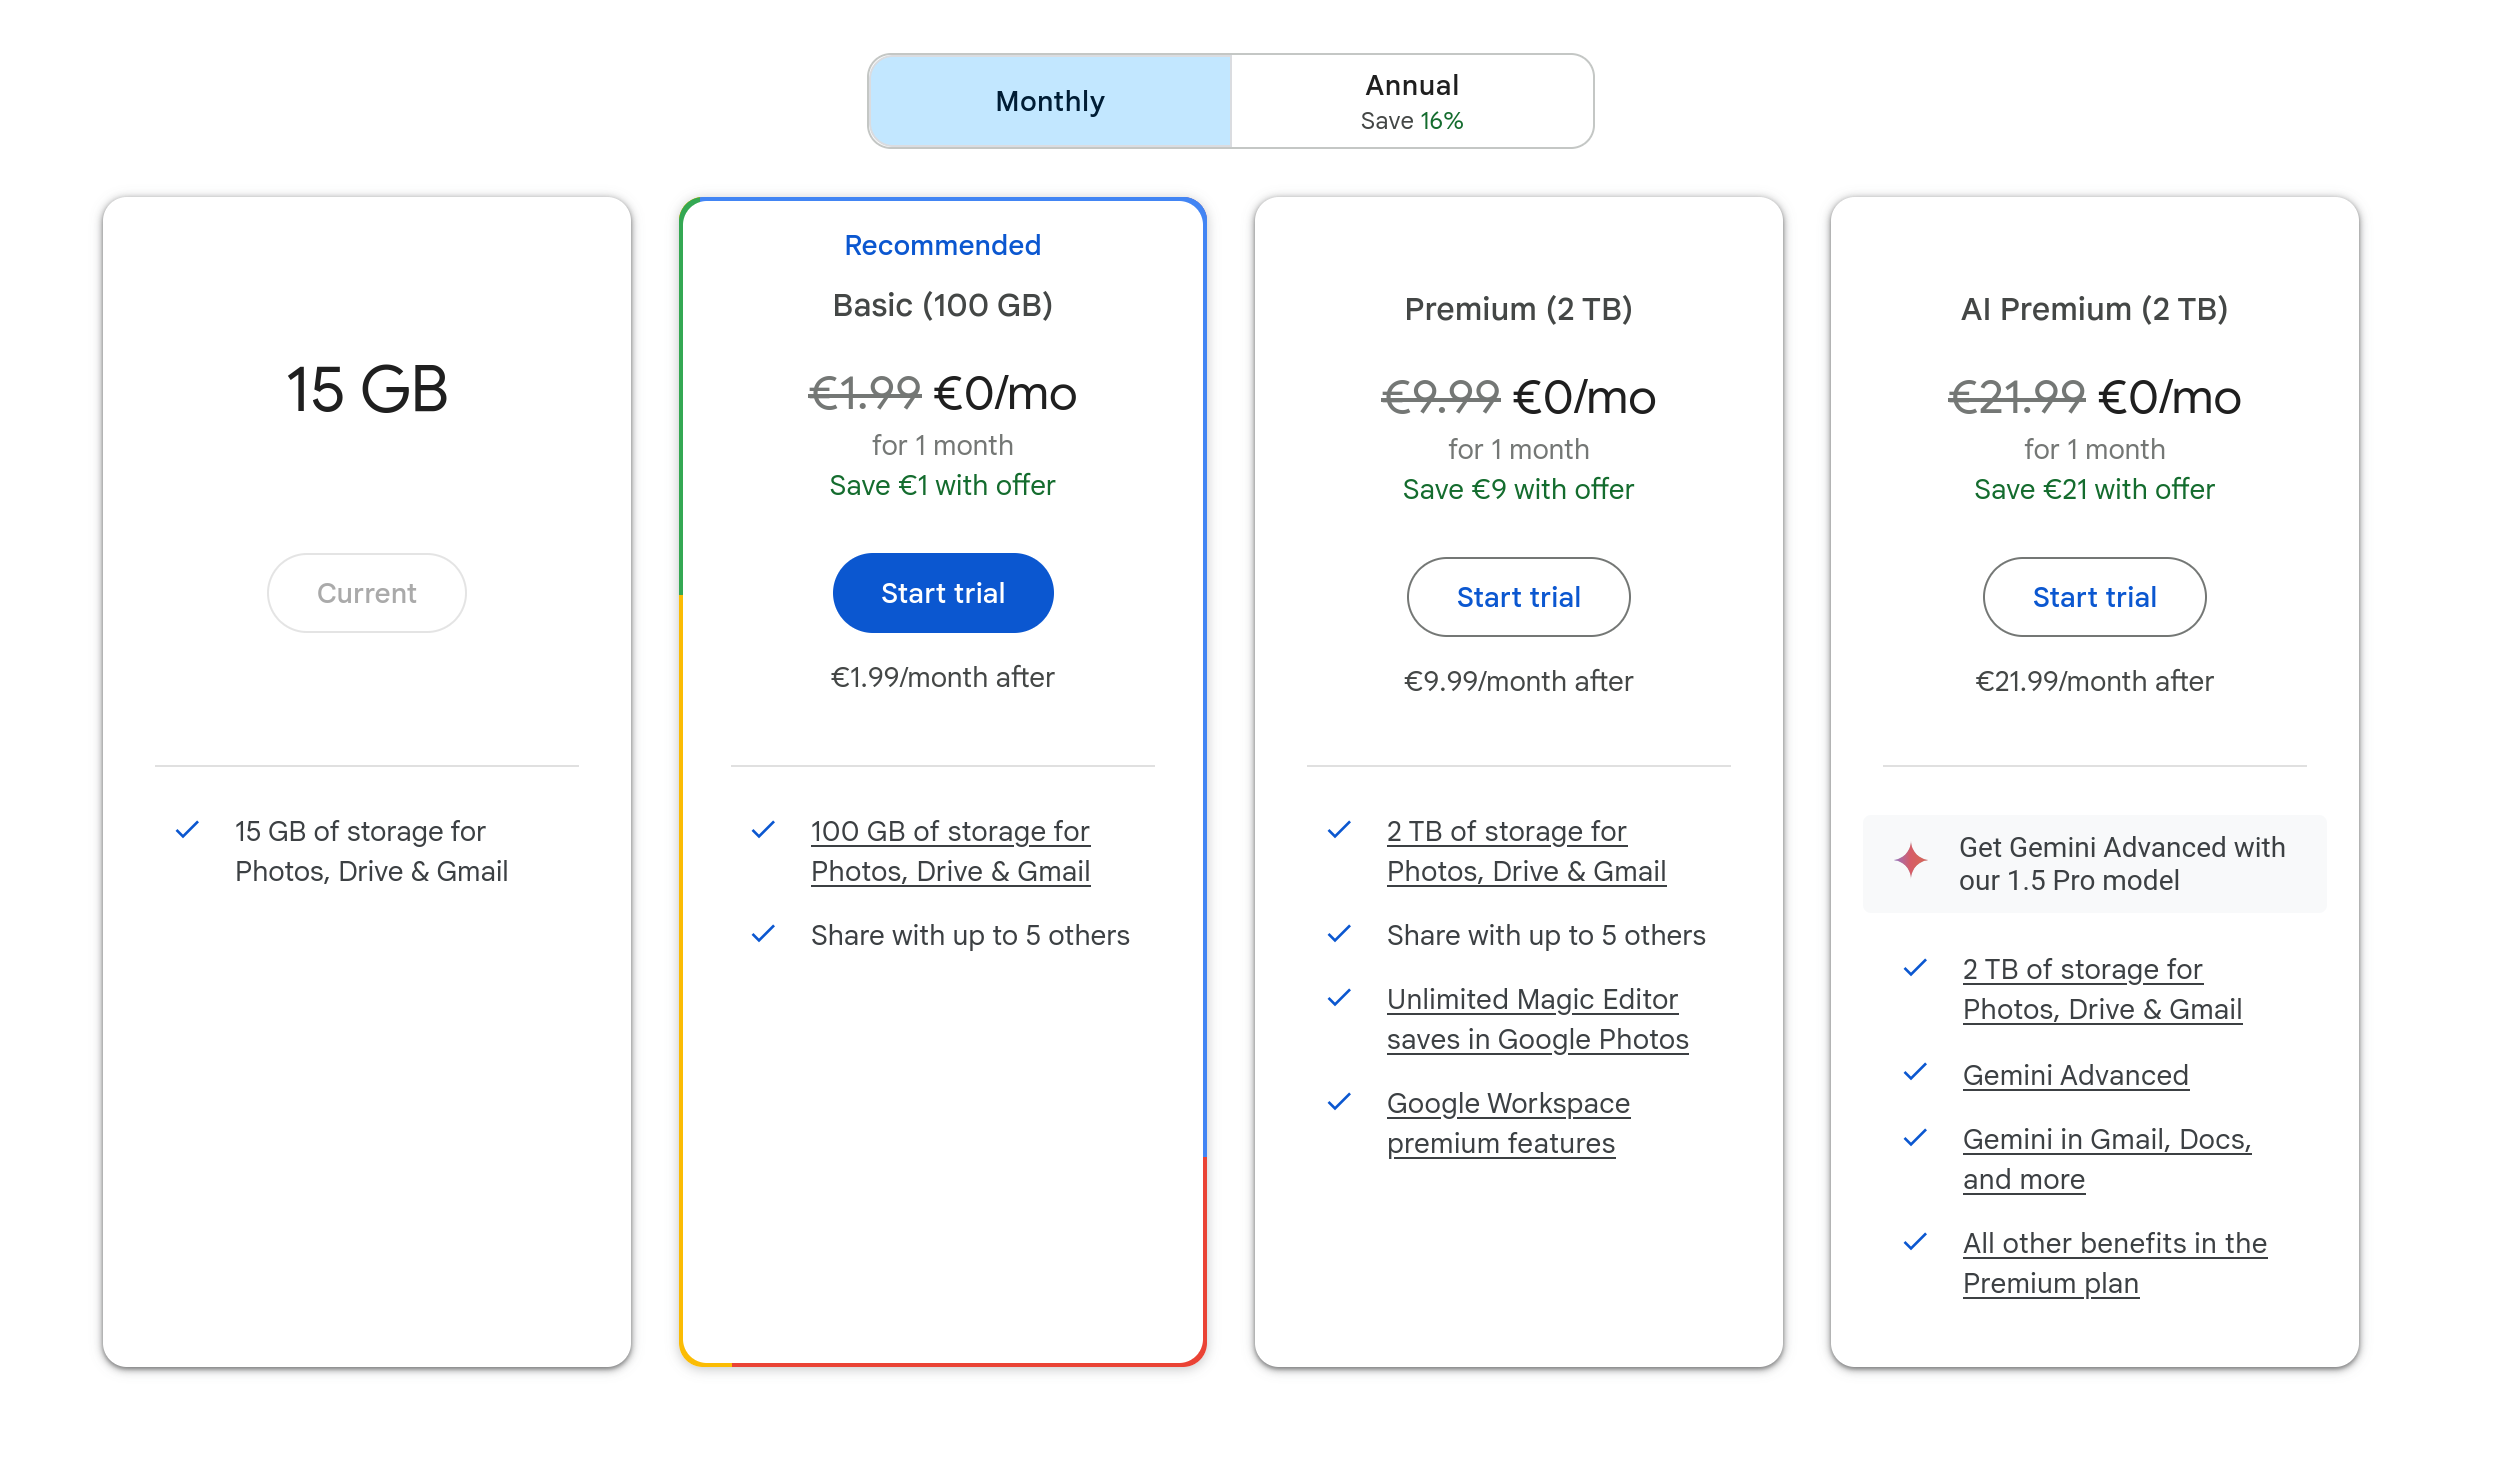 Monthly
Annual
Save 16%
15 GB
Current
15 GB of storage for
Photos, Drive & Gmail
Recommended
Basic (100 GB)
€1.99 €0/mo
for 1 month
Save €1 with offer
Start trial
€1.99/month after
100 GB of storage for
Photos, Drive & Gmail
Share with up to 5 others
Premium (2 TB)
€9.99 €0/mo
for 1 month
Save €9 with offer
Start trial
€9.99/month after
2 TB of storage for
Photos, Drive & Gmail
Share with up to 5 others
Unlimited Magic Editor
saves in Google Photos
Google Workspace
premium features
AI Premium (2 TB)
€21.99 €0/mo
for 1 month
Save €21 with offer
Start trial
€21.99/month after
Get Gemini Advanced with
our 1.5 Pro model
2 TB of storage for
Photos, Drive & Gmail
Gemini Advanced
Gemini in Gmail, Docs,
and more
All other benefits in the
Premium plan